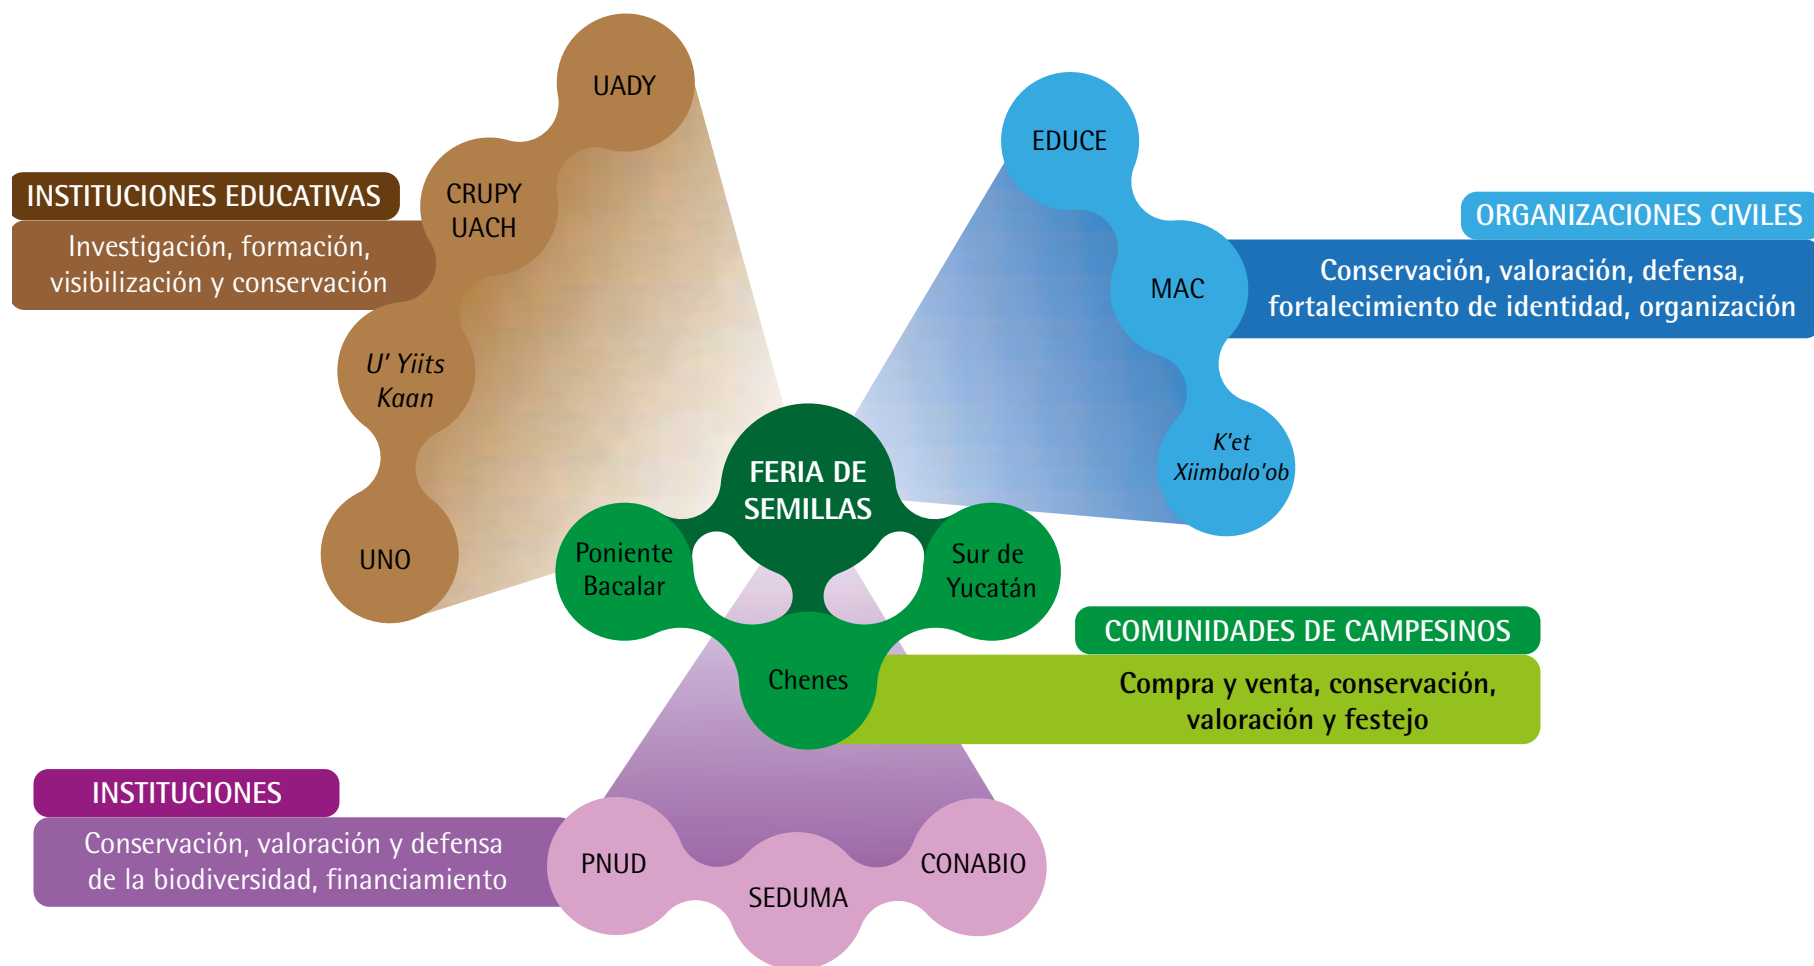 UADY
CRUPY
UACH
INSTITUCIONES EDUCATIVAS
Investigación, formación,
visibilización y conservación
U' Yiits
Kaan
UNO
EDUCE
ORGANIZACIONES CIVILES
MAC
Conservación, valoración, defensa,
fortalecimiento de identidad, organización
K'et
Xiimbalo'ob
FERIA DE
SEMILLAS
Poniente
Bacalar
Sur de
Yucatán
Chenes
COMUNIDADES DE CAMPESINOS
Compra y venta, conservación,
valoración y festejo
INSTITUCIONES
Conservación, valoración y defensa
de la biodiversidad, financiamiento
PNUD
SEDUMA
CONABIO